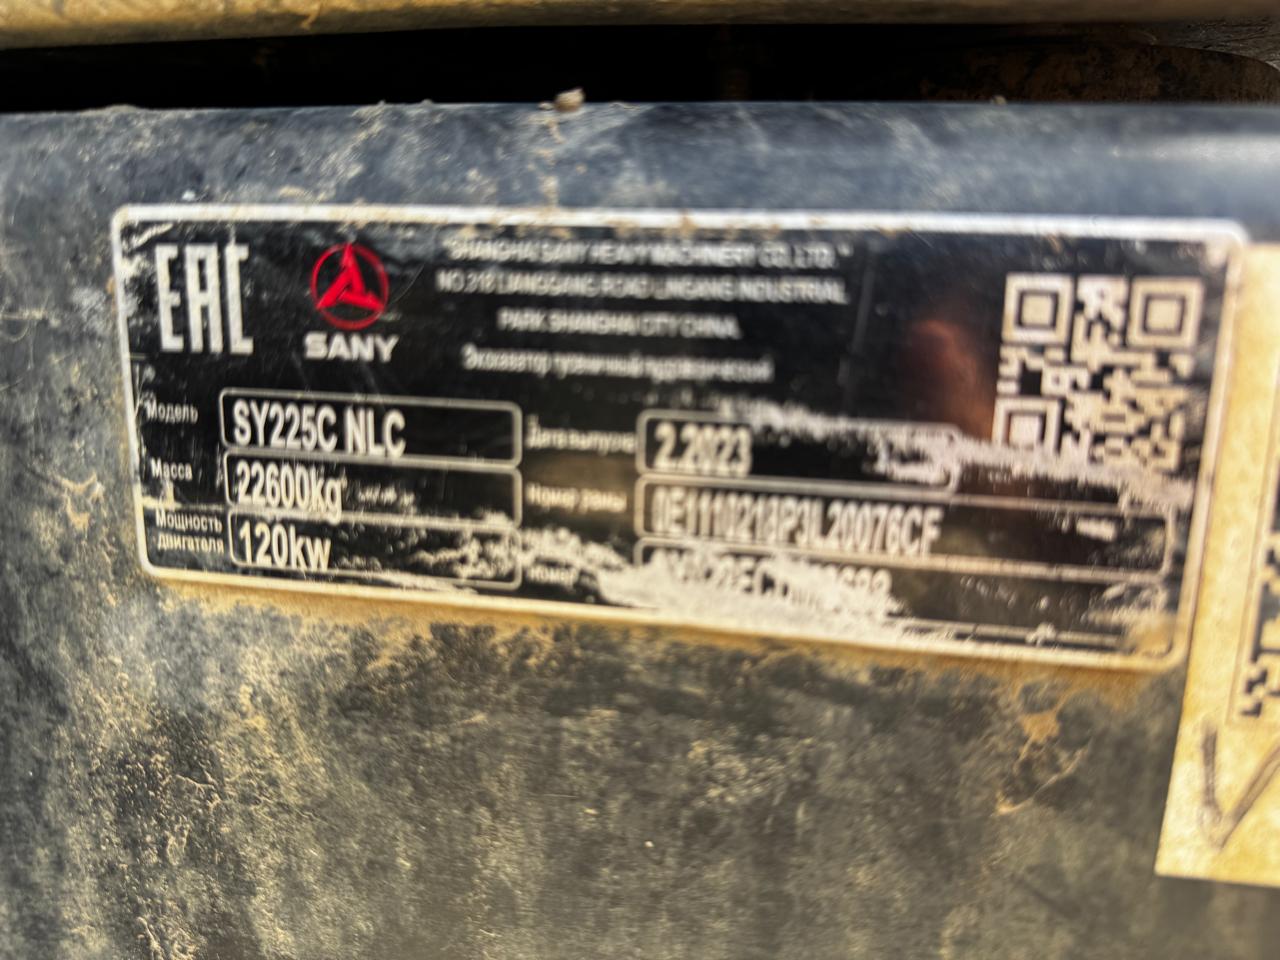 EAC
SANY
"SHANGHAI SANY HEAVY MACHINERY CO.,LTD."
NO.318 LIANGGANG ROAD LINGANG INDUSTRIAL
PARK SHANGHAI CITY CHINA
Экскаватор гусеничный гидравлический
Модель SY225C NLC
Дата выпуска 2.2023
Масса 22600kg
Номер рамы
Мощность двигателя 120kw
Номер